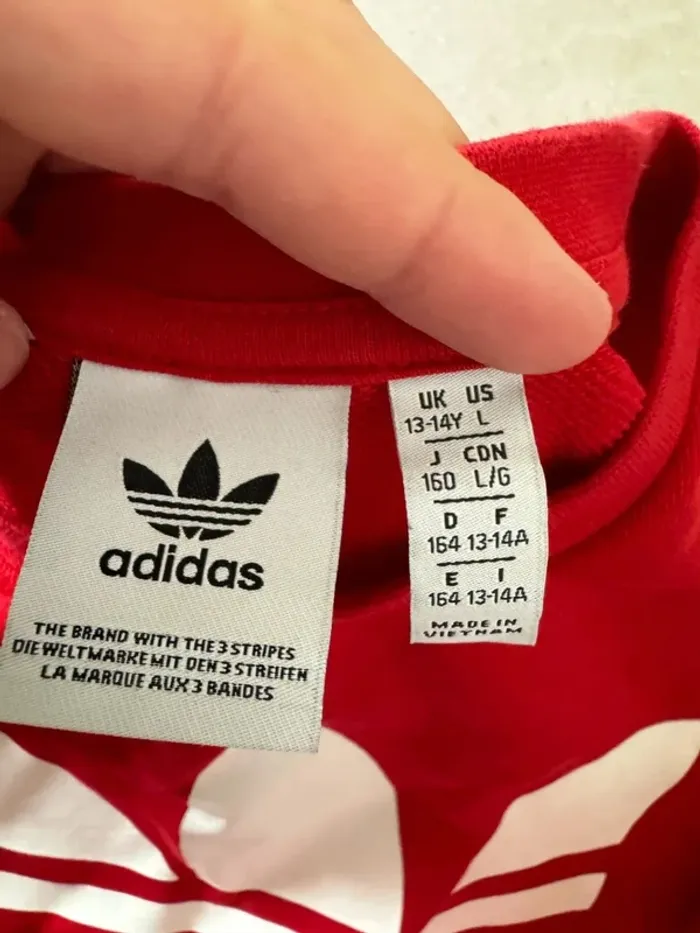 adidas
THE BRAND WITH THE 3 STRIPES
DIE WELTMARKE MIT DEN 3 STREIFEN
LA MARQUE AUX 3 BANDES
UK US
13-14Y L
J CDN
160 L/G
D F
164 13-14A
E I
164 13-14A
MADE IN
VIETNAM